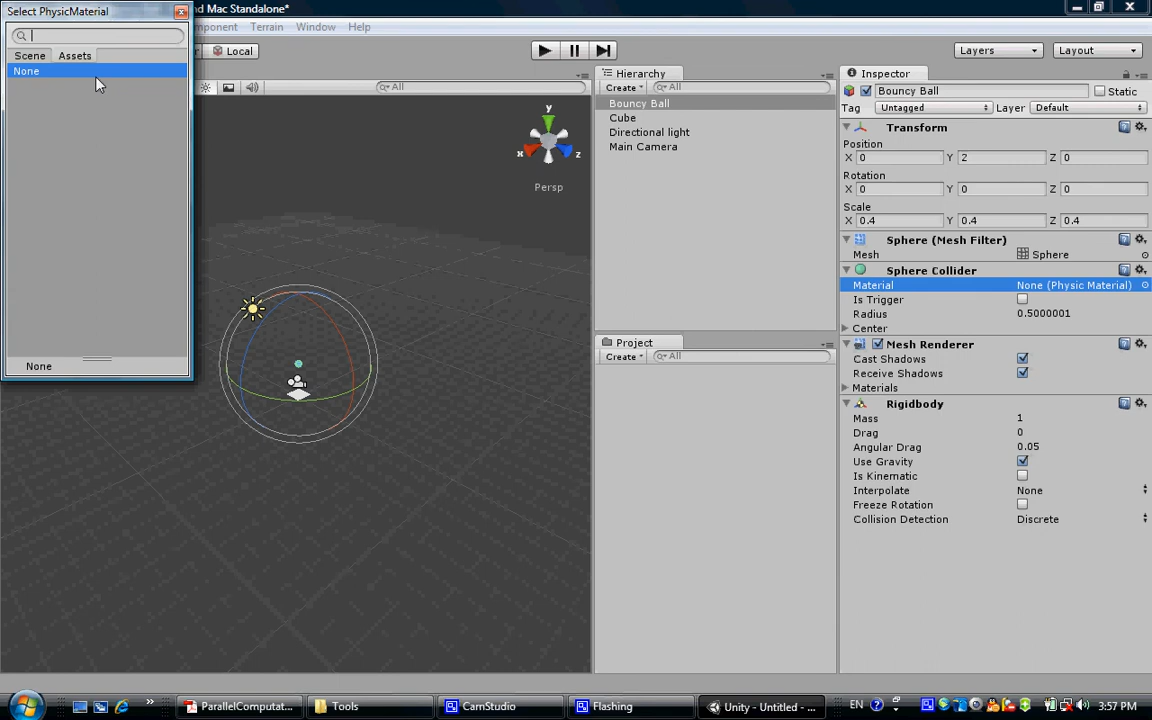 Select PhysicMaterial
nd Mac Standalone*
omponent Terrain Window Help
Scene Assets
None
None
Local
Layers Layout
All
y
x z
Persp
Hierarchy
Create All
Bouncy Ball
Cube
Directional light
Main Camera
Project
Create All
Inspector
Bouncy Ball Static
Tag Untagged Layer Default
Transform
Position
X 0 Y 2 Z 0
Rotation
X 0 Y 0 Z 0
Scale
X 0.4 Y 0.4 Z 0.4
Sphere (Mesh Filter)
Mesh Sphere
Sphere Collider
Material None (Physic Material)
Is Trigger
Radius 0.5000001
Center
Mesh Renderer
Cast Shadows
Receive Shadows
Materials
Rigidbody
Mass 1
Drag 0
Angular Drag 0.05
Use Gravity
Is Kinematic
Interpolate None
Freeze Rotation
Collision Detection Discrete
ParallelComputat... Tools CamStudio Flashing Unity - Untitled - ... EN 3:57 PM